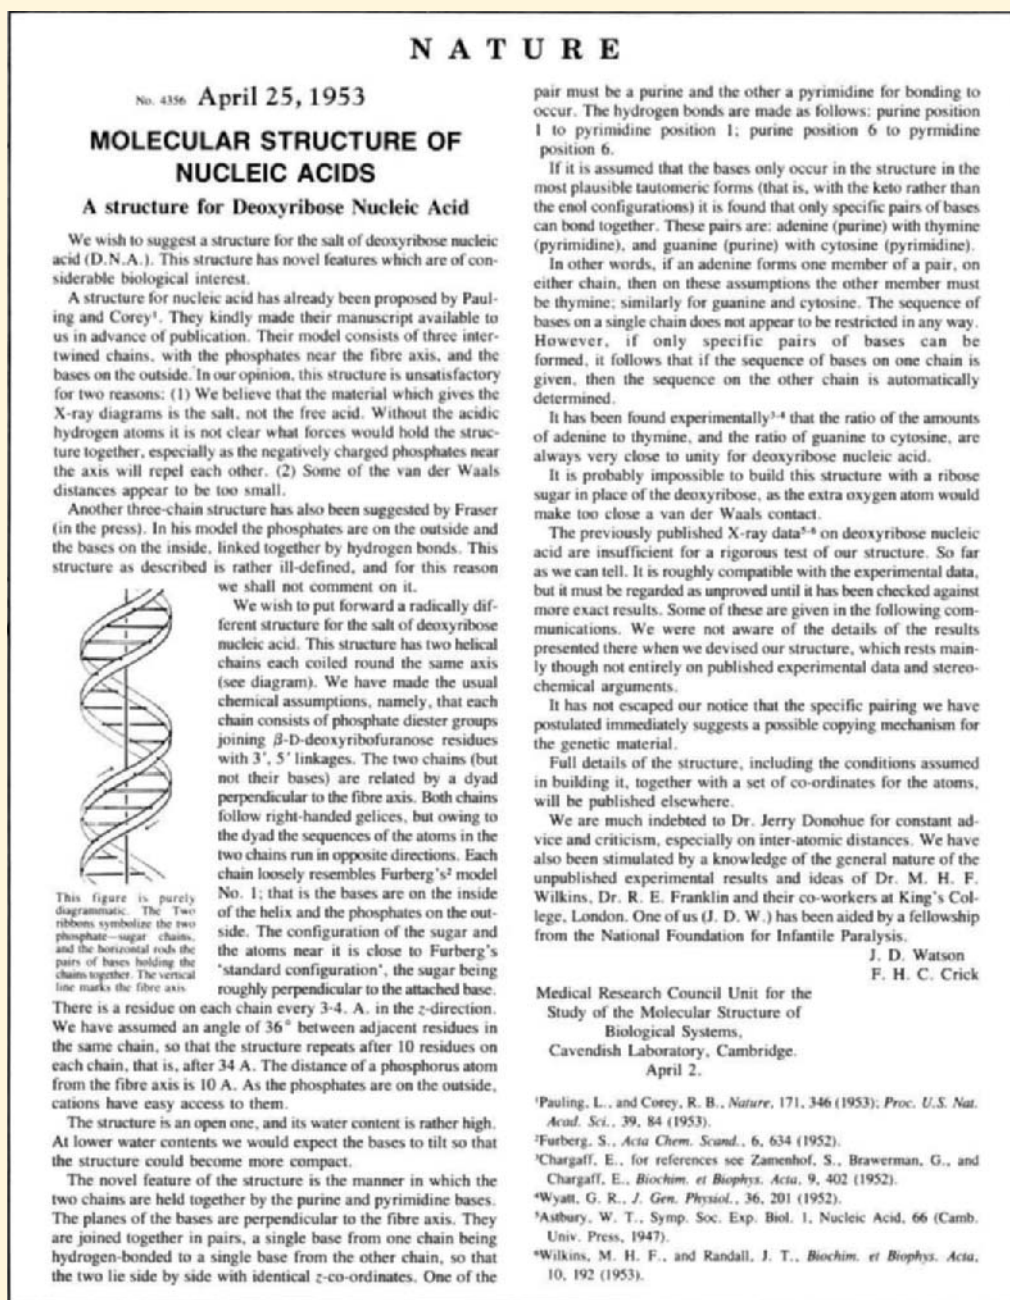 NATURE
No. 4356 April 25, 1953
MOLECULAR STRUCTURE OF
NUCLEIC ACIDS
A structure for Deoxyribose Nucleic Acid
We wish to suggest a structure for the salt of deoxyribose nucleic
acid (D.N.A.). This structure has novel features which are of con-
siderable biological interest.
A structure for nucleic acid has already been proposed by Paul-
ing and Corey¹. They kindly made their manuscript available to
us in advance of publication. Their model consists of three inter-
twined chains, with the phosphates near the fibre axis, and the
bases on the outside. In our opinion, this structure is unsatisfactory
for two reasons: (1) We believe that the material which gives the
X-ray diagrams is the salt, not the free acid. Without the acidic
hydrogen atoms it is not clear what forces would hold the struc-
ture together, especially as the negatively charged phosphates near
the axis will repel each other. (2) Some of the van der Waals
distances appear to be too small.
Another three-chain structure has also been suggested by Fraser
(in the press). In his model the phosphates are on the outside and
the bases on the inside, linked together by hydrogen bonds. This
structure as described is rather ill-defined, and for this reason
we shall not comment on it.
We wish to put forward a radically dif-
ferent structure for the salt of deoxyribose
nucleic acid. This structure has two helical
chains each coiled round the same axis
(see diagram). We have made the usual
chemical assumptions, namely, that each
chain consists of phosphate diester groups
joining β-D-deoxyribofuranose residues
with 3′, 5′ linkages. The two chains (but
not their bases) are related by a dyad
perpendicular to the fibre axis. Both chains
follow right-handed gelices, but owing to
the dyad the sequences of the atoms in the
two chains run in opposite directions. Each
chain loosely resembles Furberg's² model
No. 1; that is the bases are on the inside
of the helix and the phosphates on the out-
side. The configuration of the sugar and
the atoms near it is close to Furberg's
'standard configuration', the sugar being
roughly perpendicular to the attached base.
This figure is purely
diagrammatic. The Two
ribbons symbolize the two
phosphate—sugar chains,
and the horizontal rods the
pairs of bases holding the
chains together. The vertical
line marks the fibre axis
There is a residue on each chain every 3-4. A. in the z-direction.
We have assumed an angle of 36° between adjacent residues in
the same chain, so that the structure repeats after 10 residues on
each chain, that is, after 34 A. The distance of a phosphorus atom
from the fibre axis is 10 A. As the phosphates are on the outside,
cations have easy access to them.
The structure is an open one, and its water content is rather high.
At lower water contents we would expect the bases to tilt so that
the structure could become more compact.
The novel feature of the structure is the manner in which the
two chains are held together by the purine and pyrimidine bases.
The planes of the bases are perpendicular to the fibre axis. They
are joined together in pairs, a single base from one chain being
hydrogen-bonded to a single base from the other chain, so that
the two lie side by side with identical z-co-ordinates. One of the
pair must be a purine and the other a pyrimidine for bonding to
occur. The hydrogen bonds are made as follows: purine position
1 to pyrimidine position 1; purine position 6 to pyrmidine
position 6.
If it is assumed that the bases only occur in the structure in the
most plausible tautomeric forms (that is, with the keto rather than
the enol configurations) it is found that only specific pairs of bases
can bond together. These pairs are: adenine (purine) with thymine
(pyrimidine), and guanine (purine) with cytosine (pyrimidine).
In other words, if an adenine forms one member of a pair, on
either chain, then on these assumptions the other member must
be thymine; similarly for guanine and cytosine. The sequence of
bases on a single chain does not appear to be restricted in any way.
However, if only specific pairs of bases can be
formed, it follows that if the sequence of bases on one chain is
given, then the sequence on the other chain is automatically
determined.
It has been found experimentally³·⁴ that the ratio of the amounts
of adenine to thymine, and the ratio of guanine to cytosine, are
always very close to unity for deoxyribose nucleic acid.
It is probably impossible to build this structure with a ribose
sugar in place of the deoxyribose, as the extra oxygen atom would
make too close a van der Waals contact.
The previously published X-ray data⁵·⁶ on deoxyribose nucleic
acid are insufficient for a rigorous test of our structure. So far
as we can tell. It is roughly compatible with the experimental data,
but it must be regarded as unproved until it has been checked against
more exact results. Some of these are given in the following com-
munications. We were not aware of the details of the results
presented there when we devised our structure, which rests main-
ly though not entirely on published experimental data and stereo-
chemical arguments.
It has not escaped our notice that the specific pairing we have
postulated immediately suggests a possible copying mechanism for
the genetic material.
Full details of the structure, including the conditions assumed
in building it, together with a set of co-ordinates for the atoms,
will be published elsewhere.
We are much indebted to Dr. Jerry Donohue for constant ad-
vice and criticism, especially on inter-atomic distances. We have
also been stimulated by a knowledge of the general nature of the
unpublished experimental results and ideas of Dr. M. H. F.
Wilkins, Dr. R. E. Franklin and their co-workers at King's Col-
lege, London. One of us (J. D. W.) has been aided by a fellowship
from the National Foundation for Infantile Paralysis.
J. D. Watson
F. H. C. Crick
Medical Research Council Unit for the
Study of the Molecular Structure of
Biological Systems,
Cavendish Laboratory, Cambridge.
April 2.
¹Pauling, L., and Corey, R. B., Nature, 171, 346 (1953); Proc. U.S. Nat.
Acad. Sci., 39, 84 (1953).
²Furberg, S., Acta Chem. Scand., 6, 634 (1952).
³Chargaff, E., for references see Zamenhof, S., Brawerman, G., and
Chargaff, E., Biochim. et Biophys. Acta, 9, 402 (1952).
⁴Wyatt, G. R., J. Gen. Physiol., 36, 201 (1952).
⁵Astbury, W. T., Symp. Soc. Exp. Biol. 1, Nucleic Acid, 66 (Camb.
Univ. Press, 1947).
⁶Wilkins, M. H. F., and Randall, J. T., Biochim. et Biophys. Acta,
10, 192 (1953).